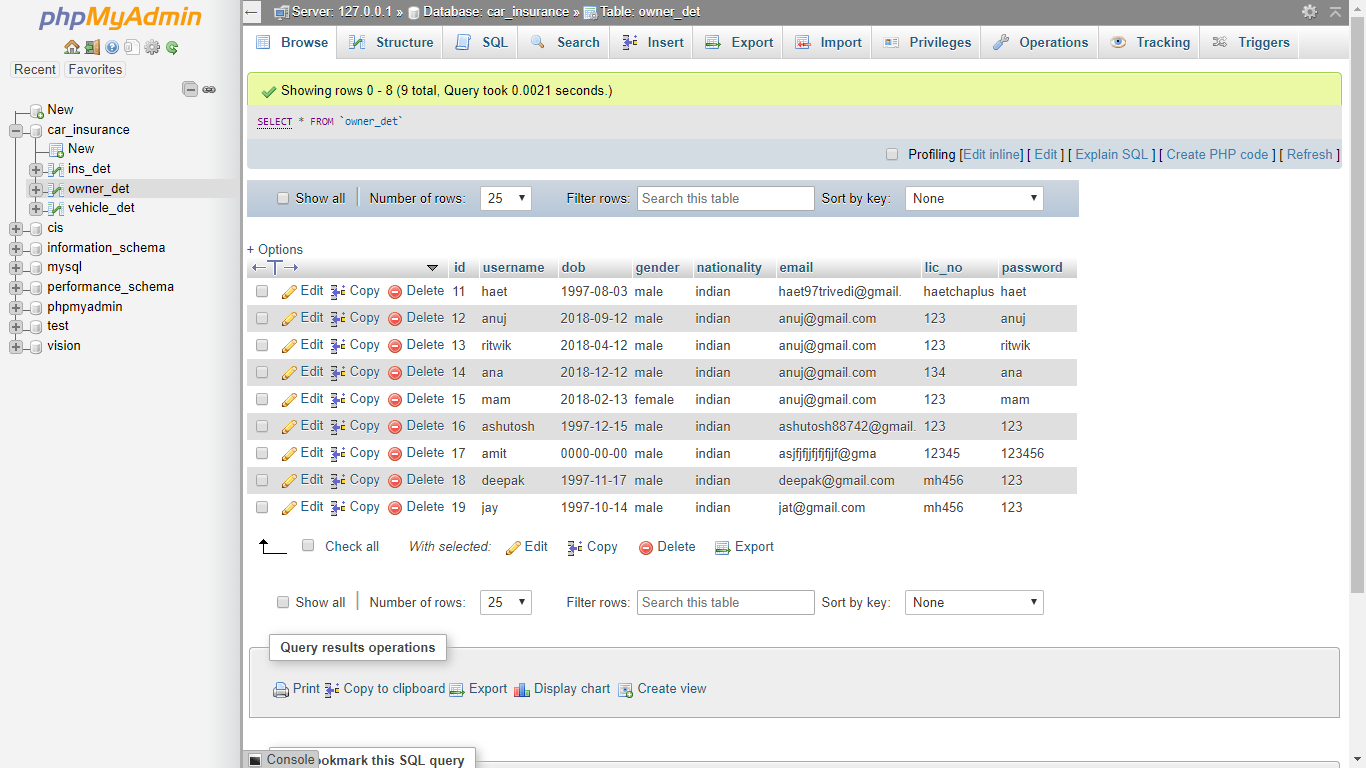 phpMyAdmin
Recent Favorites
New
car_insurance
New
ins_det
owner_det
vehicle_det
cis
information_schema
mysql
performance_schema
phpmyadmin
test
vision
Server: 127.0.0.1 » Database: car_insurance » Table: owner_det
Browse Structure SQL Search Insert Export Import Privileges Operations Tracking Triggers
Showing rows 0 - 8 (9 total, Query took 0.0021 seconds.)
SELECT * FROM `owner_det`
Profiling [Edit inline] [ Edit ] [ Explain SQL ] [ Create PHP code ] [ Refresh ]
Show all Number of rows: 25 Filter rows: Search this table Sort by key: None
+ Options
←T→ id username dob gender nationality email lic_no password
Edit Copy Delete 11 haet 1997-08-03 male indian haet97trivedi@gmail. haetchaplus haet
Edit Copy Delete 12 anuj 2018-09-12 male indian anuj@gmail.com 123 anuj
Edit Copy Delete 13 ritwik 2018-04-12 male indian anuj@gmail.com 123 ritwik
Edit Copy Delete 14 ana 2018-12-12 male indian anuj@gmail.com 134 ana
Edit Copy Delete 15 mam 2018-02-13 female indian anuj@gmail.com 123 mam
Edit Copy Delete 16 ashutosh 1997-12-15 male indian ashutosh88742@gmail. 123 123
Edit Copy Delete 17 amit 0000-00-00 male indian asjfjfjjfjfjfjjf@gma 12345 123456
Edit Copy Delete 18 deepak 1997-11-17 male indian deepak@gmail.com mh456 123
Edit Copy Delete 19 jay 1997-10-14 male indian jat@gmail.com mh456 123
Check all With selected: Edit Copy Delete Export
Show all Number of rows: 25 Filter rows: Search this table Sort by key: None
Query results operations
Print Copy to clipboard Export Display chart Create view
Console ookmark this SQL query